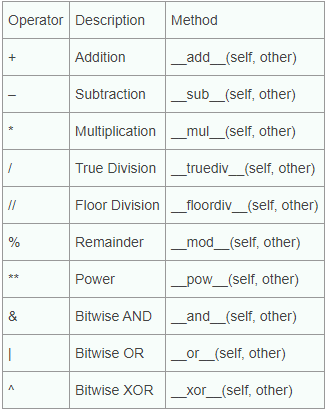 Operator Description Method
+ Addition __add__(self, other)
– Subtraction __sub__(self, other)
* Multiplication __mul__(self, other)
/ True Division __truediv__(self, other)
// Floor Division __floordiv__(self, other)
% Remainder __mod__(self, other)
** Power __pow__(self, other)
& Bitwise AND __and__(self, other)
| Bitwise OR __or__(self, other)
^ Bitwise XOR __xor__(self, other)